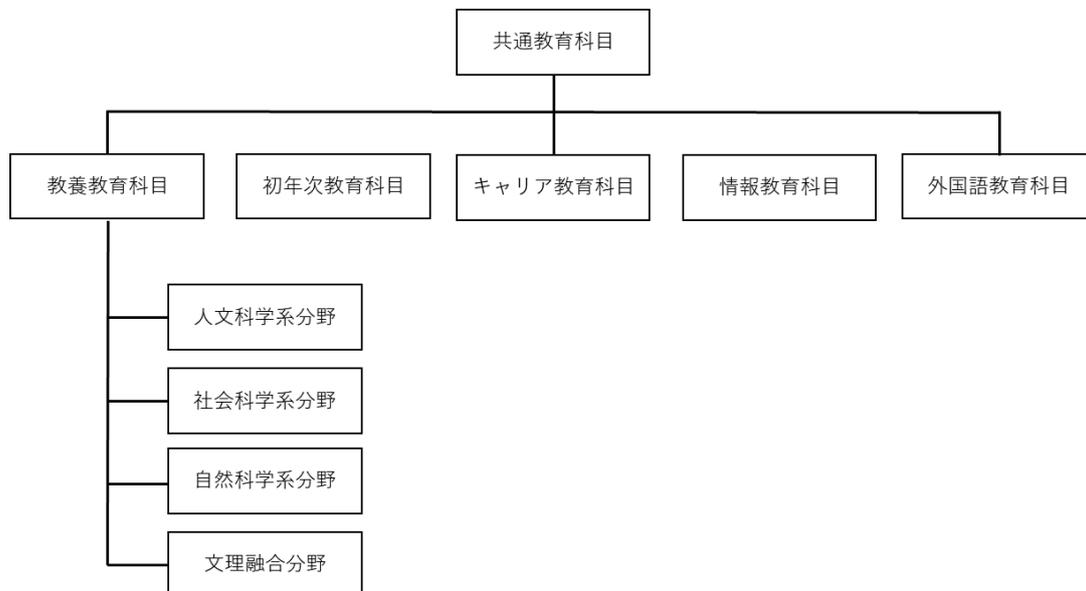 共通教育科目
教養教育科目
初年次教育科目
キャリア教育科目
情報教育科目
外国語教育科目
人文科学系分野
社会科学系分野
自然科学系分野
文理融合分野